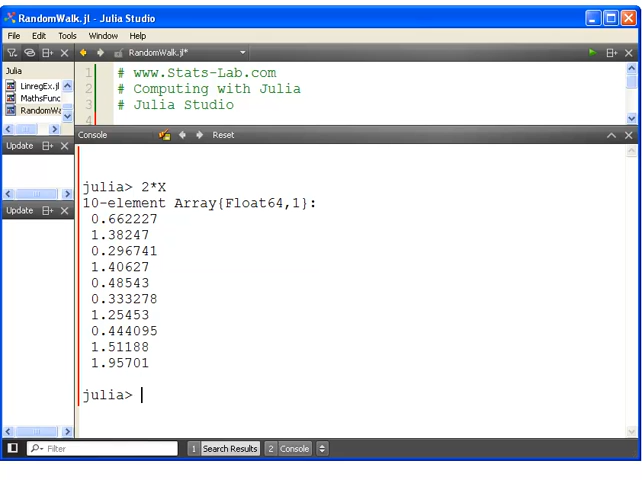 RandomWalk.jl - Julia Studio
File Edit Tools Window Help
RandomWalk.jl*
Julia
LinregEx.jl
MathsFunc
RandomWa
1 # www.Stats-Lab.com
2 # Computing with Julia
3 # Julia Studio
4
Console Reset
Update
Update
julia> 2*X
10-element Array{Float64,1}:
0.662227
1.38247
0.296741
1.40627
0.48543
0.333278
1.25453
0.444095
1.51188
1.95701
julia>
Filter
1 Search Results 2 Console